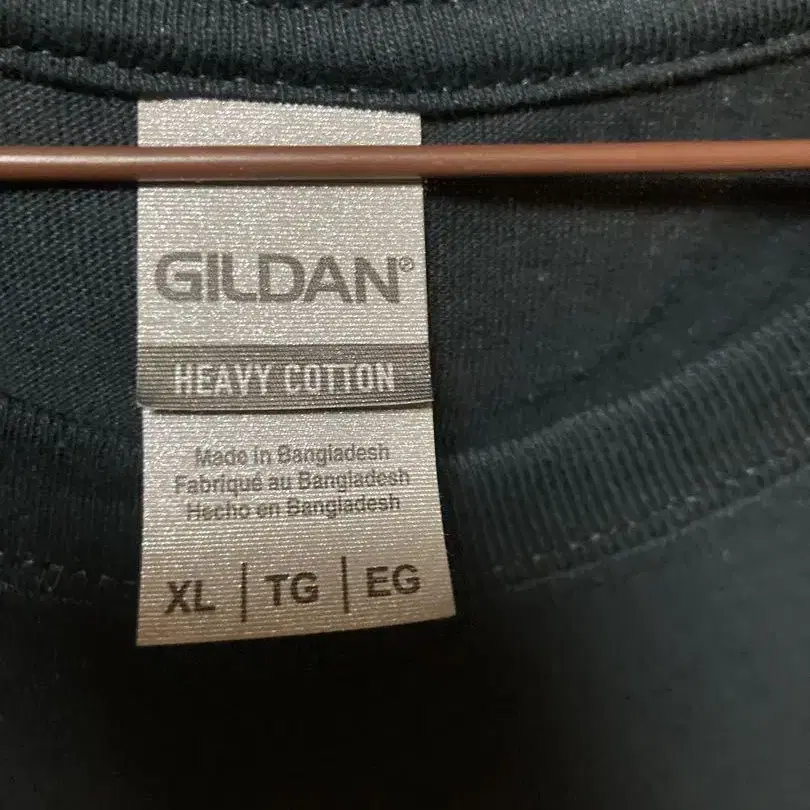 GILDAN®
HEAVY COTTON
Made in Bangladesh
Fabriqué au Bangladesh
Hecho en Bangladesh
XL | TG | EG